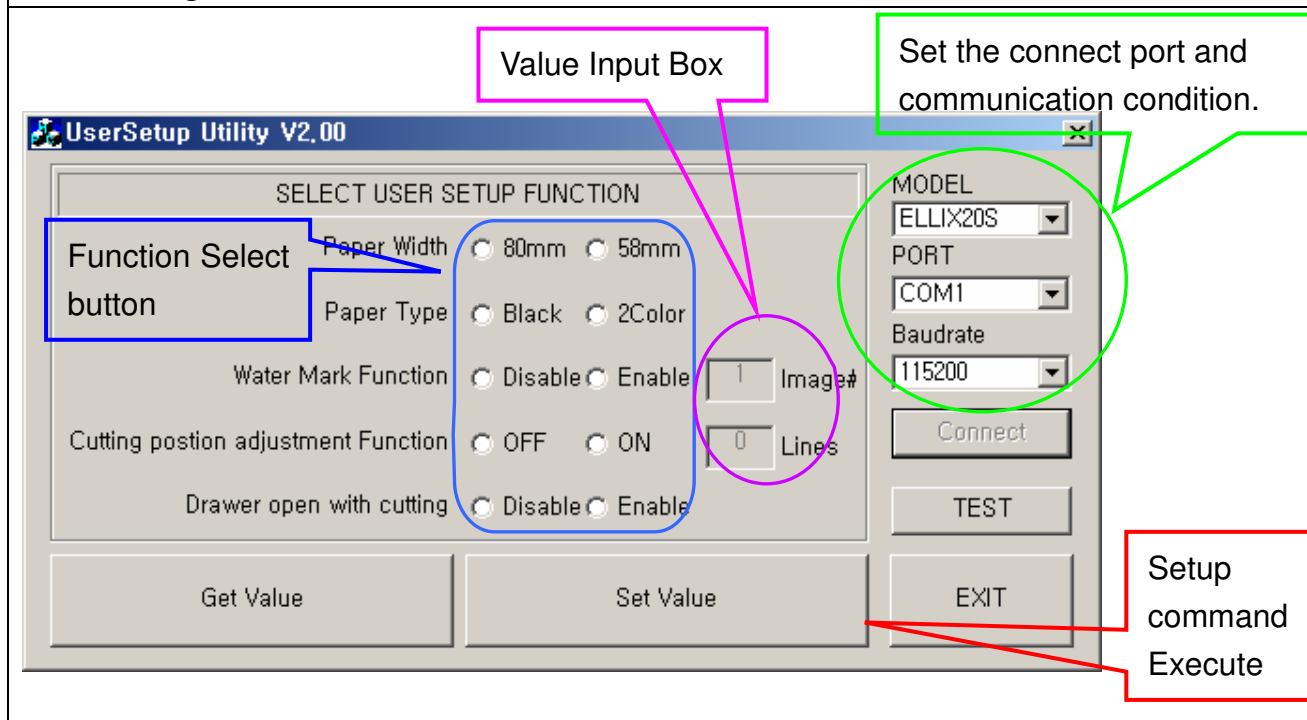 Value Input Box
Set the connect port and
communication condition.
UserSetup Utility V2.00
SELECT USER SETUP FUNCTION
MODEL
ELLIX20S
Function Select
button
Paper Width 80mm 58mm
PORT
COM1
Paper Type Black 2Color
Baudrate
115200
Water Mark Function Disable Enable 1 Image#
Connect
Cutting postion adjustment Function OFF ON 0 Lines
Drawer open with cutting Disable Enable
TEST
Get Value
Set Value
EXIT
Setup
command
Execute